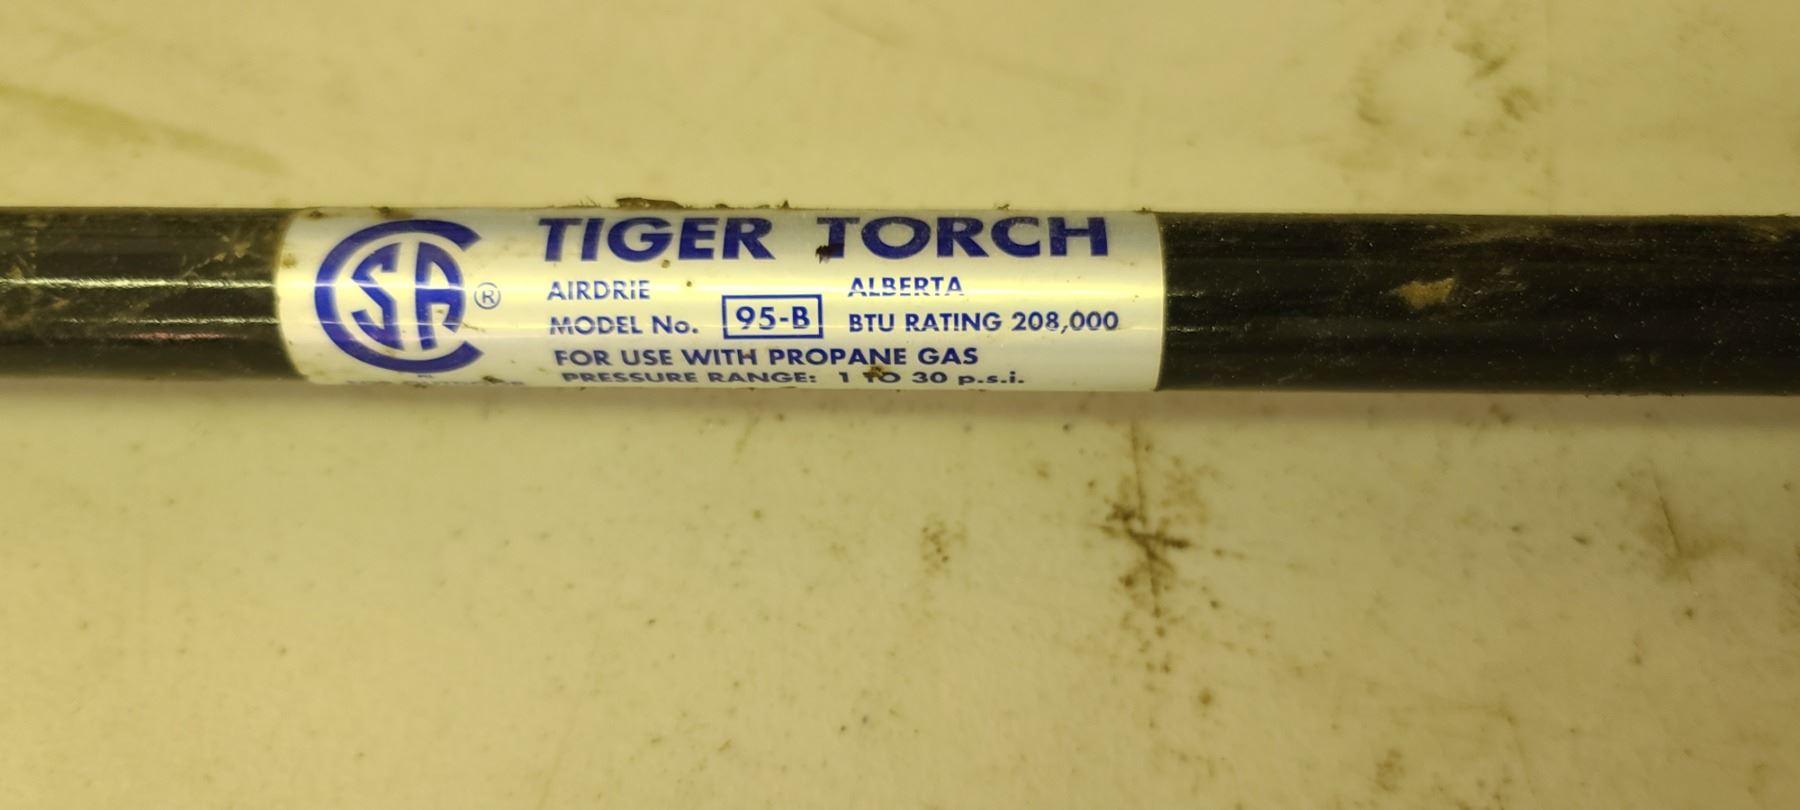 CSA ®
TIGER TORCH
AIRDRIE ALBERTA
MODEL No. 95-B BTU RATING 208,000
FOR USE WITH PROPANE GAS
PRESSURE RANGE: 1 TO 30 p.s.i.